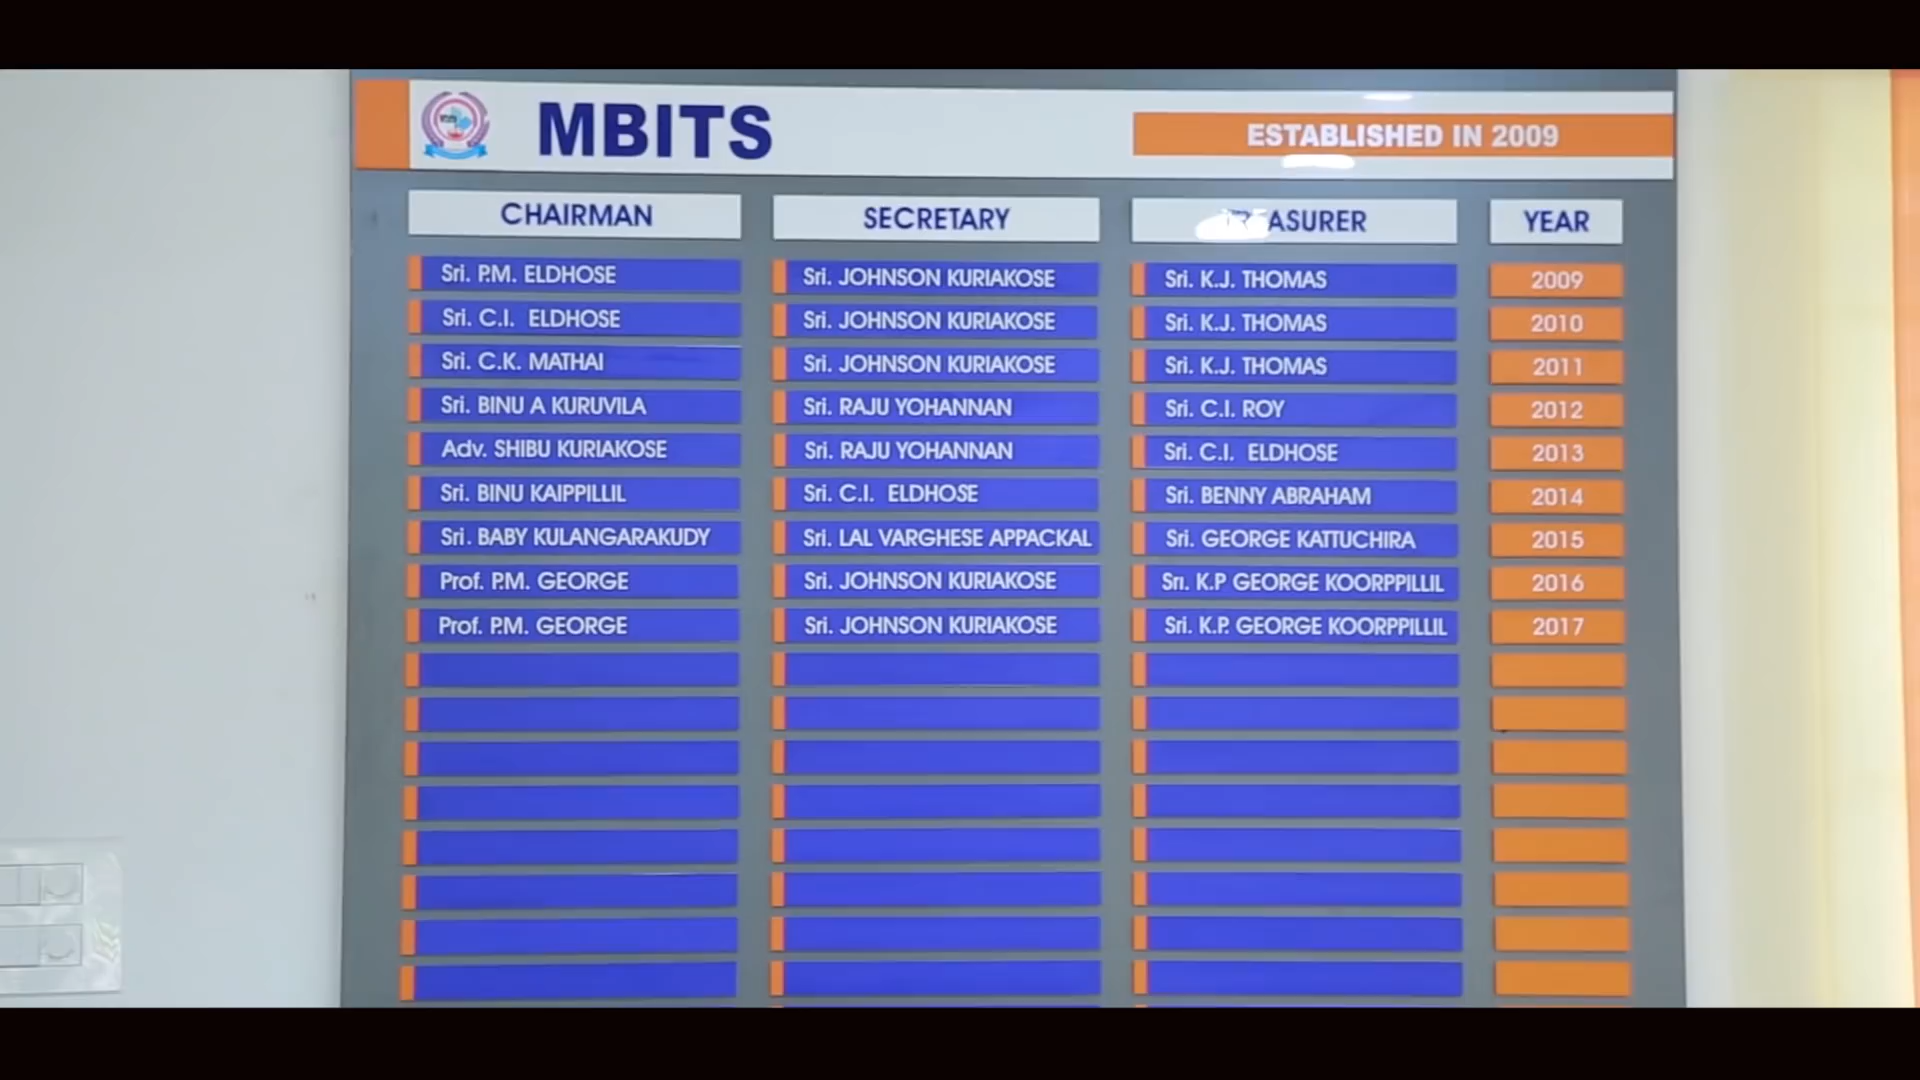 MBITS
ESTABLISHED IN 2009
CHAIRMAN SECRETARY TREASURER YEAR
Sri. P.M. ELDHOSE Sri. JOHNSON KURIAKOSE Sri. K.J. THOMAS 2009
Sri. C.I. ELDHOSE Sri. JOHNSON KURIAKOSE Sri. K.J. THOMAS 2010
Sri. C.K. MATHAI Sri. JOHNSON KURIAKOSE Sri. K.J. THOMAS 2011
Sri. BINU A KURUVILA Sri. RAJU YOHANNAN Sri. C.I. ROY 2012
Adv. SHIBU KURIAKOSE Sri. RAJU YOHANNAN Sri. C.I. ELDHOSE 2013
Sri. BINU KAIPPILLIL Sri. C.I. ELDHOSE Sri. BENNY ABRAHAM 2014
Sri. BABY KULANGARAKUDY Sri. LAL VARGHESE APPACKAL Sri. GEORGE KATTUCHIRA 2015
Prof. P.M. GEORGE Sri. JOHNSON KURIAKOSE Sri. K.P GEORGE KOORPPILLIL 2016
Prof. P.M. GEORGE Sri. JOHNSON KURIAKOSE Sri. K.P. GEORGE KOORPPILLIL 2017